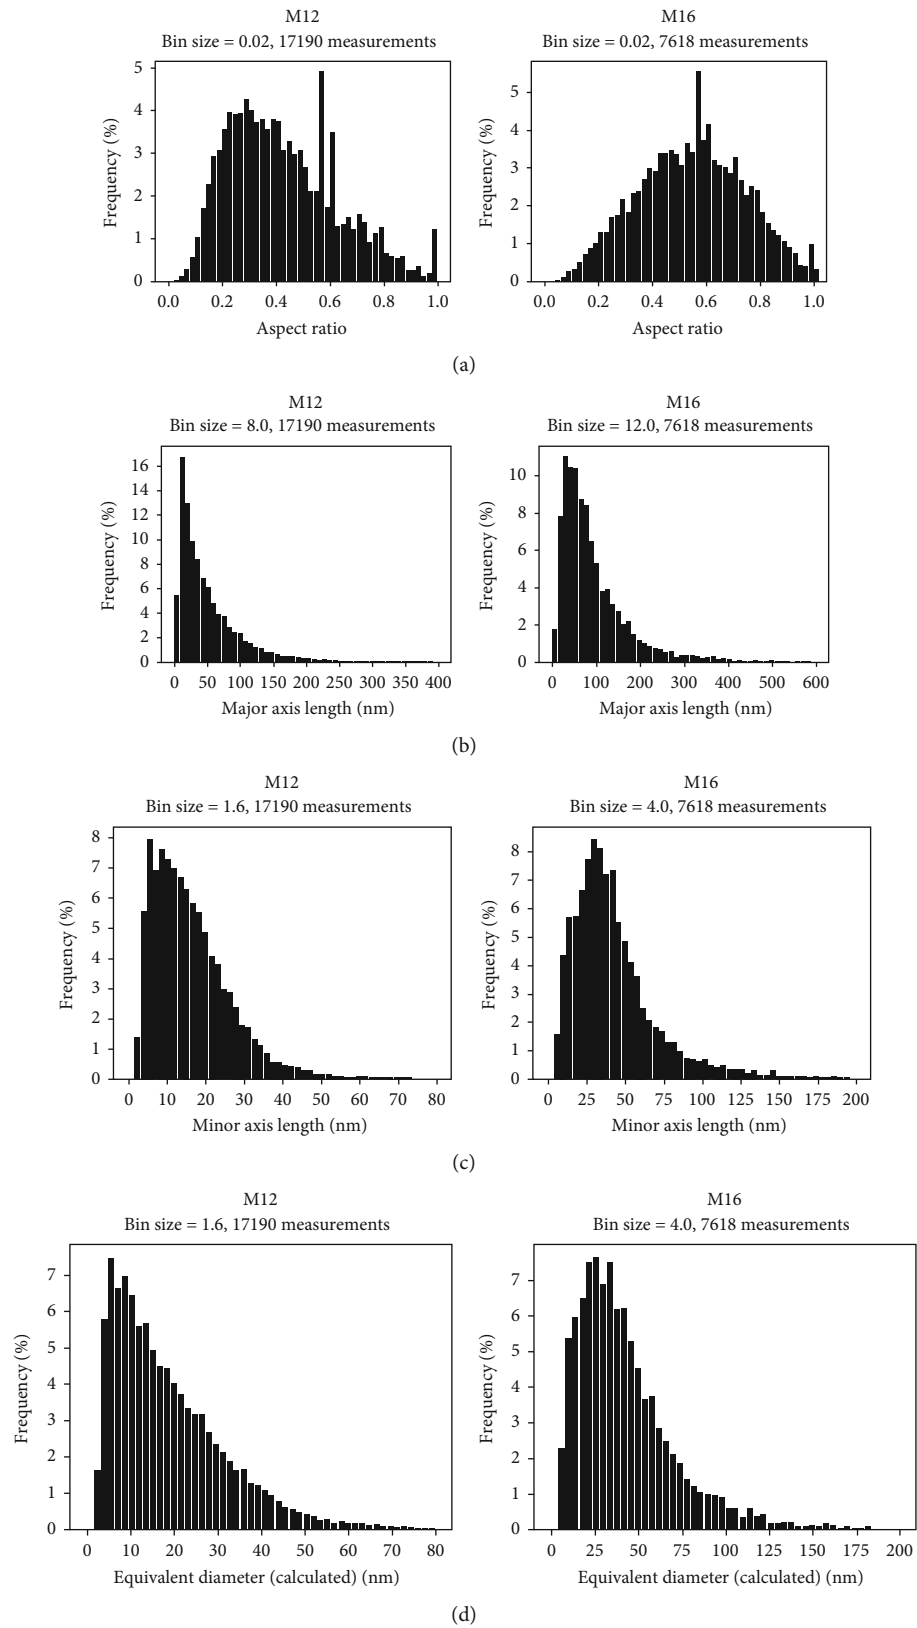 M12
Bin size = 0.02, 17190 measurements
5
4
3
2
1
0
Frequency (%)
0.0 0.2 0.4 0.6 0.8 1.0
Aspect ratio
M16
Bin size = 0.02, 7618 measurements
5
4
3
2
1
0
Frequency (%)
0.0 0.2 0.4 0.6 0.8 1.0
Aspect ratio
(a)
M12
Bin size = 8.0, 17190 measurements
16
14
12
10
8
6
4
2
0
Frequency (%)
0 50 100 150 200 250 300 350 400
Major axis length (nm)
M16
Bin size = 12.0, 7618 measurements
10
8
6
4
2
0
Frequency (%)
0 100 200 300 400 500 600
Major axis length (nm)
(b)
M12
Bin size = 1.6, 17190 measurements
8
7
6
5
4
3
2
1
0
Frequency (%)
0 10 20 30 40 50 60 70 80
Minor axis length (nm)
M16
Bin size = 4.0, 7618 measurements
8
7
6
5
4
3
2
1
0
Frequency (%)
0 25 50 75 100 125 150 175 200
Minor axis length (nm)
(c)
M12
Bin size = 1.6, 17190 measurements
7
6
5
4
3
2
1
0
Frequency (%)
0 10 20 30 40 50 60 70 80
Equivalent diameter (calculated) (nm)
M16
Bin size = 4.0, 7618 measurements
7
6
5
4
3
2
1
0
Frequency (%)
0 25 50 75 100 125 150 175 200
Equivalent diameter (calculated) (nm)
(d)